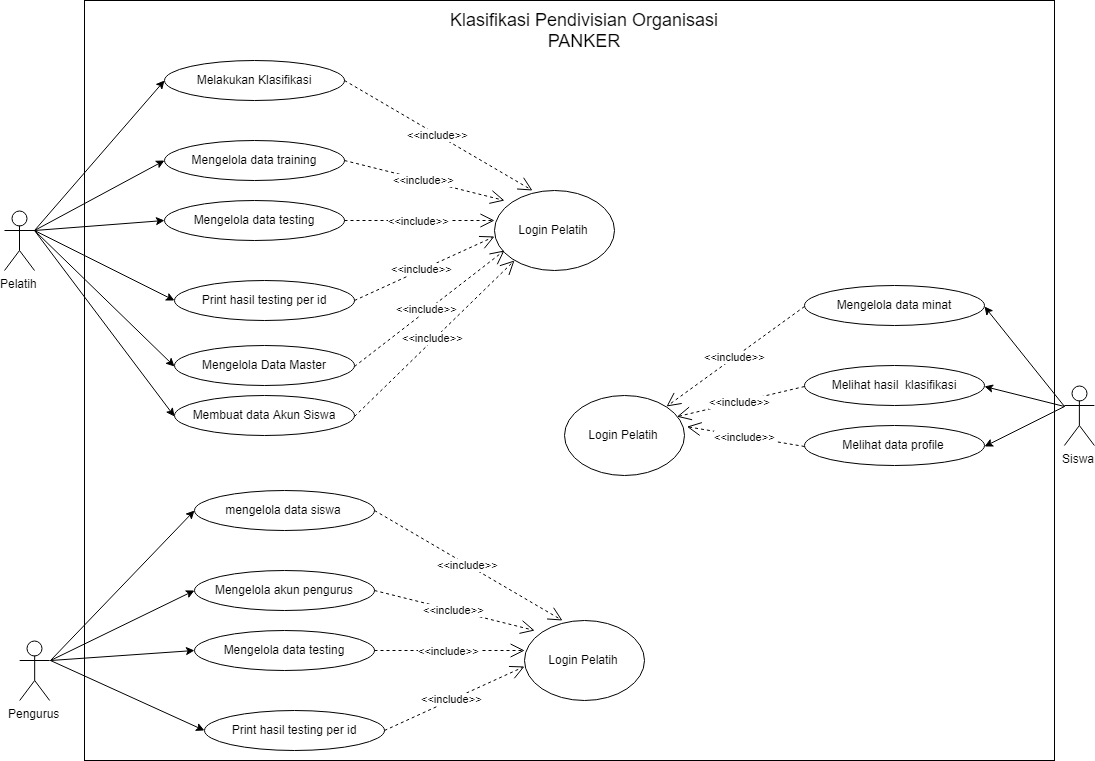 Klasifikasi Pendivisian Organisasi
PANKER
Melakukan Klasifikasi
<<include>>
Mengelola data training
<<include>>
Mengelola data testing
<<include>>
Login Pelatih
Pelatih
Print hasil testing per id
<<include>>
Mengelola Data Master
<<include>>
Membuat data Akun Siswa
<<include>>
Mengelola data minat
<<include>>
Melihat hasil  klasifikasi
<<include>>
Melihat data profile
<<include>>
Login Pelatih
Siswa
mengelola data siswa
<<include>>
Mengelola akun pengurus
<<include>>
Mengelola data testing
<<include>>
Login Pelatih
Pengurus
Print hasil testing per id
<<include>>